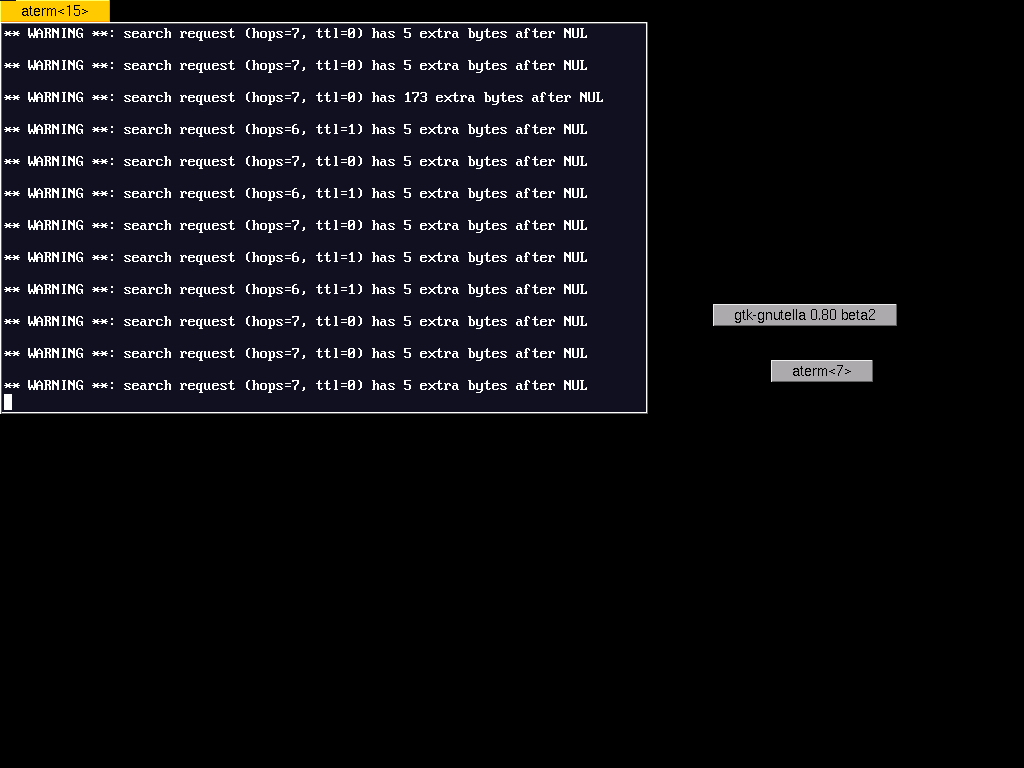 aterm<15>
** WARNING **: search request (hops=7, ttl=0) has 5 extra bytes after NUL
** WARNING **: search request (hops=7, ttl=0) has 5 extra bytes after NUL
** WARNING **: search request (hops=7, ttl=0) has 173 extra bytes after NUL
** WARNING **: search request (hops=6, ttl=1) has 5 extra bytes after NUL
** WARNING **: search request (hops=7, ttl=0) has 5 extra bytes after NUL
** WARNING **: search request (hops=6, ttl=1) has 5 extra bytes after NUL
** WARNING **: search request (hops=7, ttl=0) has 5 extra bytes after NUL
** WARNING **: search request (hops=6, ttl=1) has 5 extra bytes after NUL
** WARNING **: search request (hops=6, ttl=1) has 5 extra bytes after NUL
** WARNING **: search request (hops=7, ttl=0) has 5 extra bytes after NUL
** WARNING **: search request (hops=7, ttl=0) has 5 extra bytes after NUL
** WARNING **: search request (hops=7, ttl=0) has 5 extra bytes after NUL
gtk-gnutella 0.80 beta2
aterm<7>